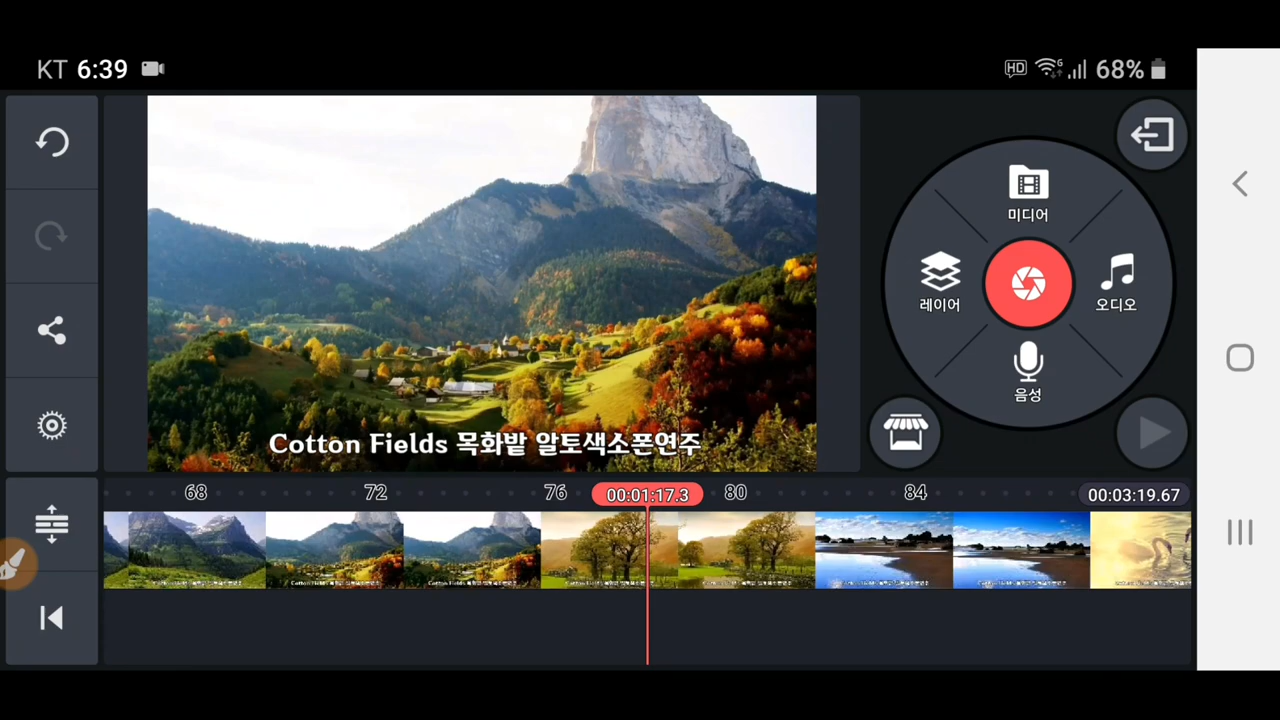 KT 6:39
HD 68%
미디어
레이어
오디오
음성
Cotton Fields 목화밭 알토색소폰연주
68 72 76 00:01:17.3 80 84 00:03:19.67